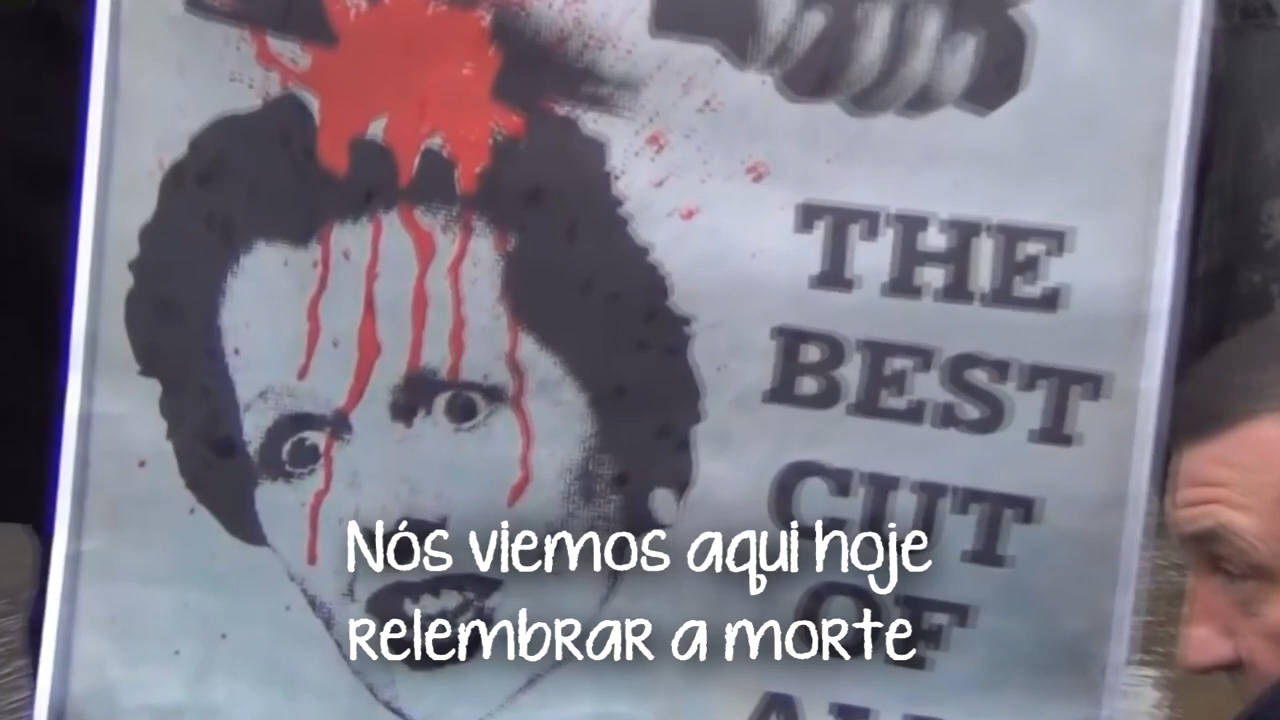 THE
BEST
CUT
OF
Nós viemos aqui hoje
relembrar a morte